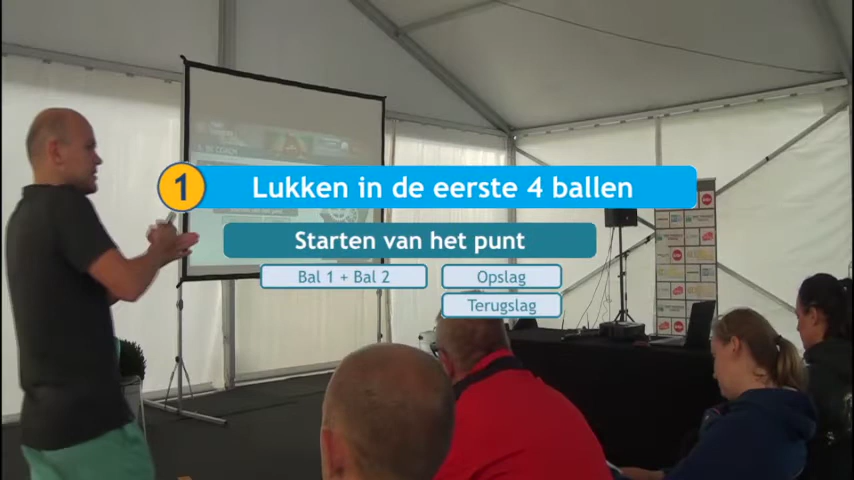 1 Lukken in de eerste 4 ballen
Starten van het punt
Bal 1 + Bal 2
Opslag
Terugslag